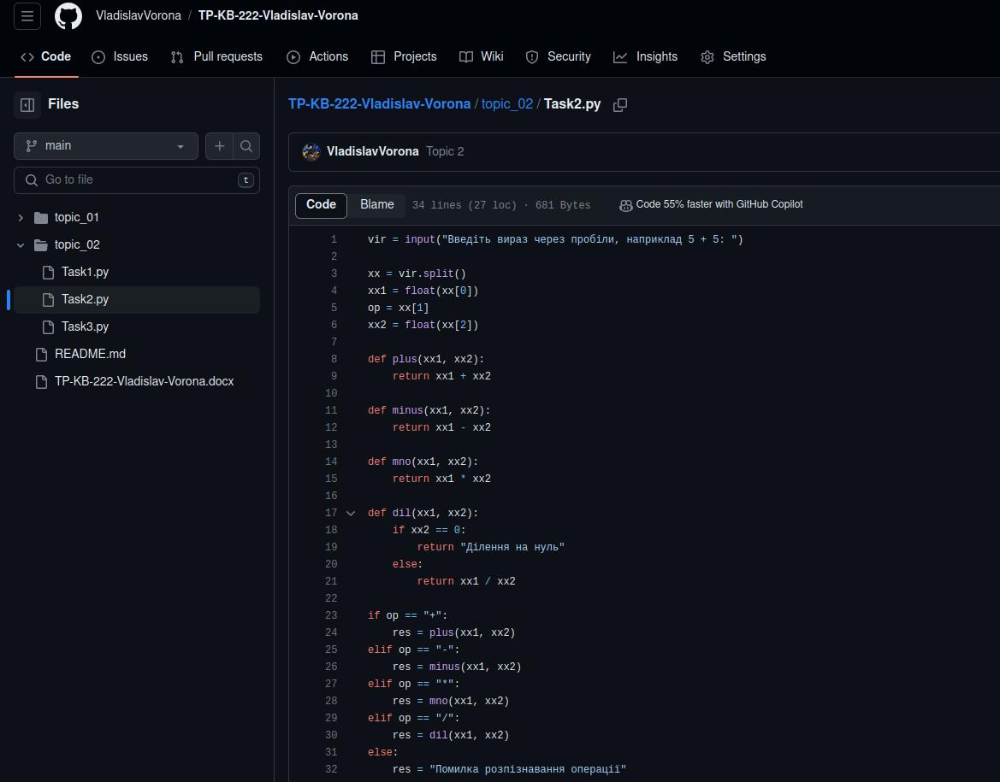 VladislavVorona / TP-KB-222-Vladislav-Vorona
Code Issues Pull requests Actions Projects Wiki Security Insights Settings
Files
main
Go to file t
topic_01
topic_02
Task1.py
Task2.py
Task3.py
README.md
TP-KB-222-Vladislav-Vorona.docx
TP-KB-222-Vladislav-Vorona / topic_02 / Task2.py
VladislavVorona Topic 2
Code Blame 34 lines (27 loc) · 681 Bytes Code 55% faster with GitHub Copilot
1 vir = input("Введіть вираз через пробіли, наприклад 5 + 5: ")
2
3 xx = vir.split()
4 xx1 = float(xx[0])
5 op = xx[1]
6 xx2 = float(xx[2])
7
8 def plus(xx1, xx2):
9     return xx1 + xx2
10
11 def minus(xx1, xx2):
12     return xx1 - xx2
13
14 def mno(xx1, xx2):
15     return xx1 * xx2
16
17 def dil(xx1, xx2):
18     if xx2 == 0:
19         return "Ділення на нуль"
20     else:
21         return xx1 / xx2
22
23 if op == "+":
24     res = plus(xx1, xx2)
25 elif op == "-":
26     res = minus(xx1, xx2)
27 elif op == "*":
28     res = mno(xx1, xx2)
29 elif op == "/":
30     res = dil(xx1, xx2)
31 else:
32     res = "Помилка розпізнавання операції"